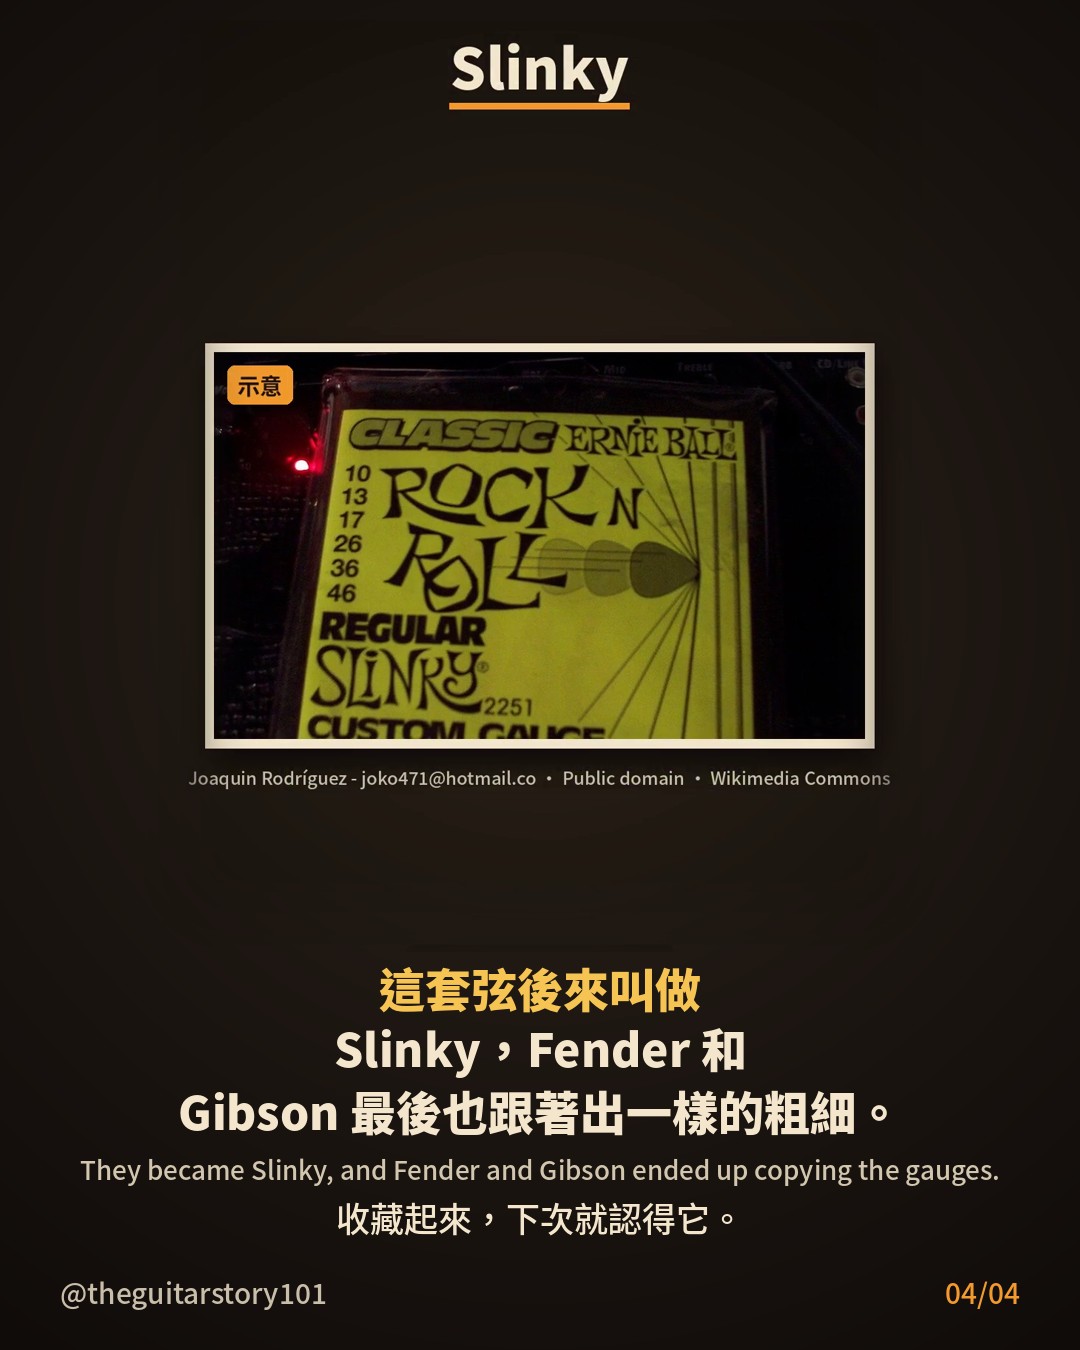 Slinky
示意
CLASSIC ERNIE BALL
10
13
17
26
36
46
ROCK N
ROLL
REGULAR
SLINKY®
2251
CUSTOM GAUGE
Joaquin Rodríguez - joko471@hotmail.co • Public domain • Wikimedia Commons
這套弦後來叫做
Slinky，Fender 和
Gibson 最後也跟著出一樣的粗細。
They became Slinky, and Fender and Gibson ended up copying the gauges.
收藏起來，下次就認得它。
@theguitarstory101
04/04